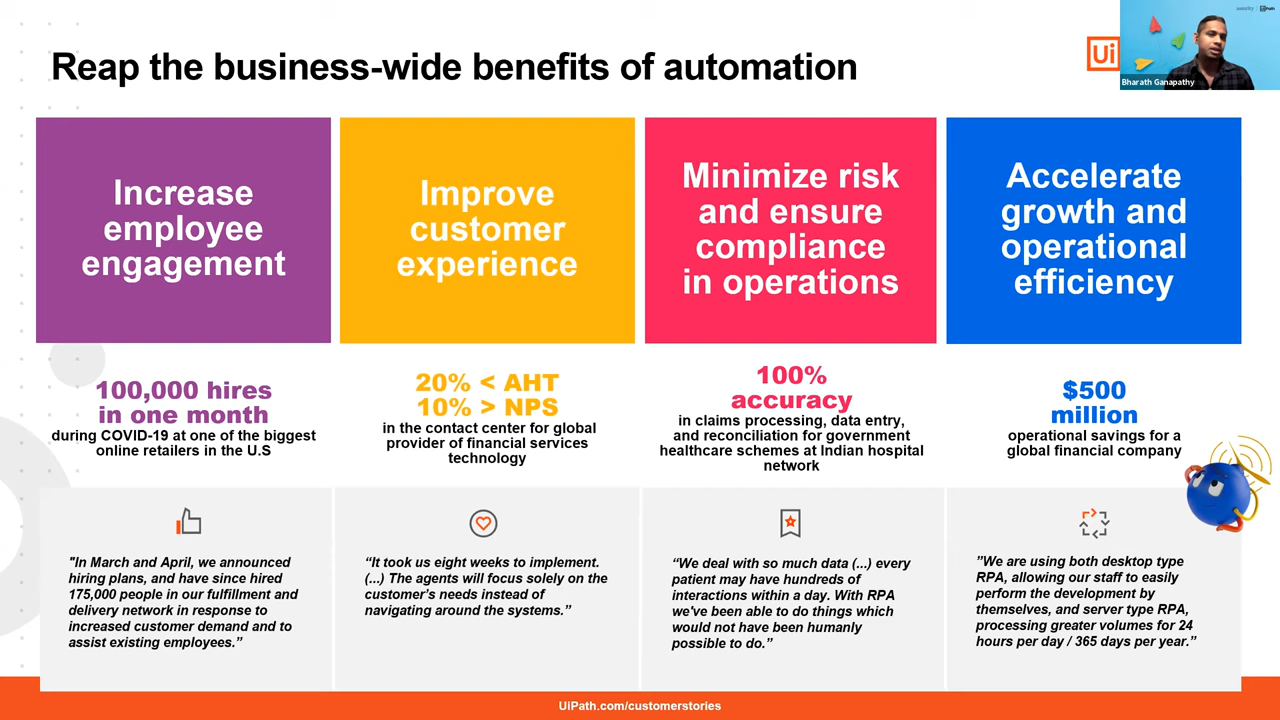 Reap the business-wide benefits of automation
Ui
Bharath Ganapathy
Increase
employee
engagement
Improve
customer
experience
Minimize risk
and ensure
compliance
in operations
Accelerate
growth and
operational
efficiency
100,000 hires
in one month
during COVID-19 at one of the biggest
online retailers in the U.S
20% < AHT
10% > NPS
in the contact center for global
provider of financial services
technology
100%
accuracy
in claims processing, data entry,
and reconciliation for government
healthcare schemes at Indian hospital
network
$500
million
operational savings for a
global financial company
"In March and April, we announced
hiring plans, and have since hired
175,000 people in our fulfillment and
delivery network in response to
increased customer demand and to
assist existing employees.”
“It took us eight weeks to implement.
(...) The agents will focus solely on the
customer’s needs instead of
navigating around the systems.”
“We deal with so much data (...) every
patient may have hundreds of
interactions within a day. With RPA
we've been able to do things which
would not have been humanly
possible to do.”
”We are using both desktop type
RPA, allowing our staff to easily
perform the development by
themselves, and server type RPA,
processing greater volumes for 24
hours per day / 365 days per year.”
UiPath.com/customerstories